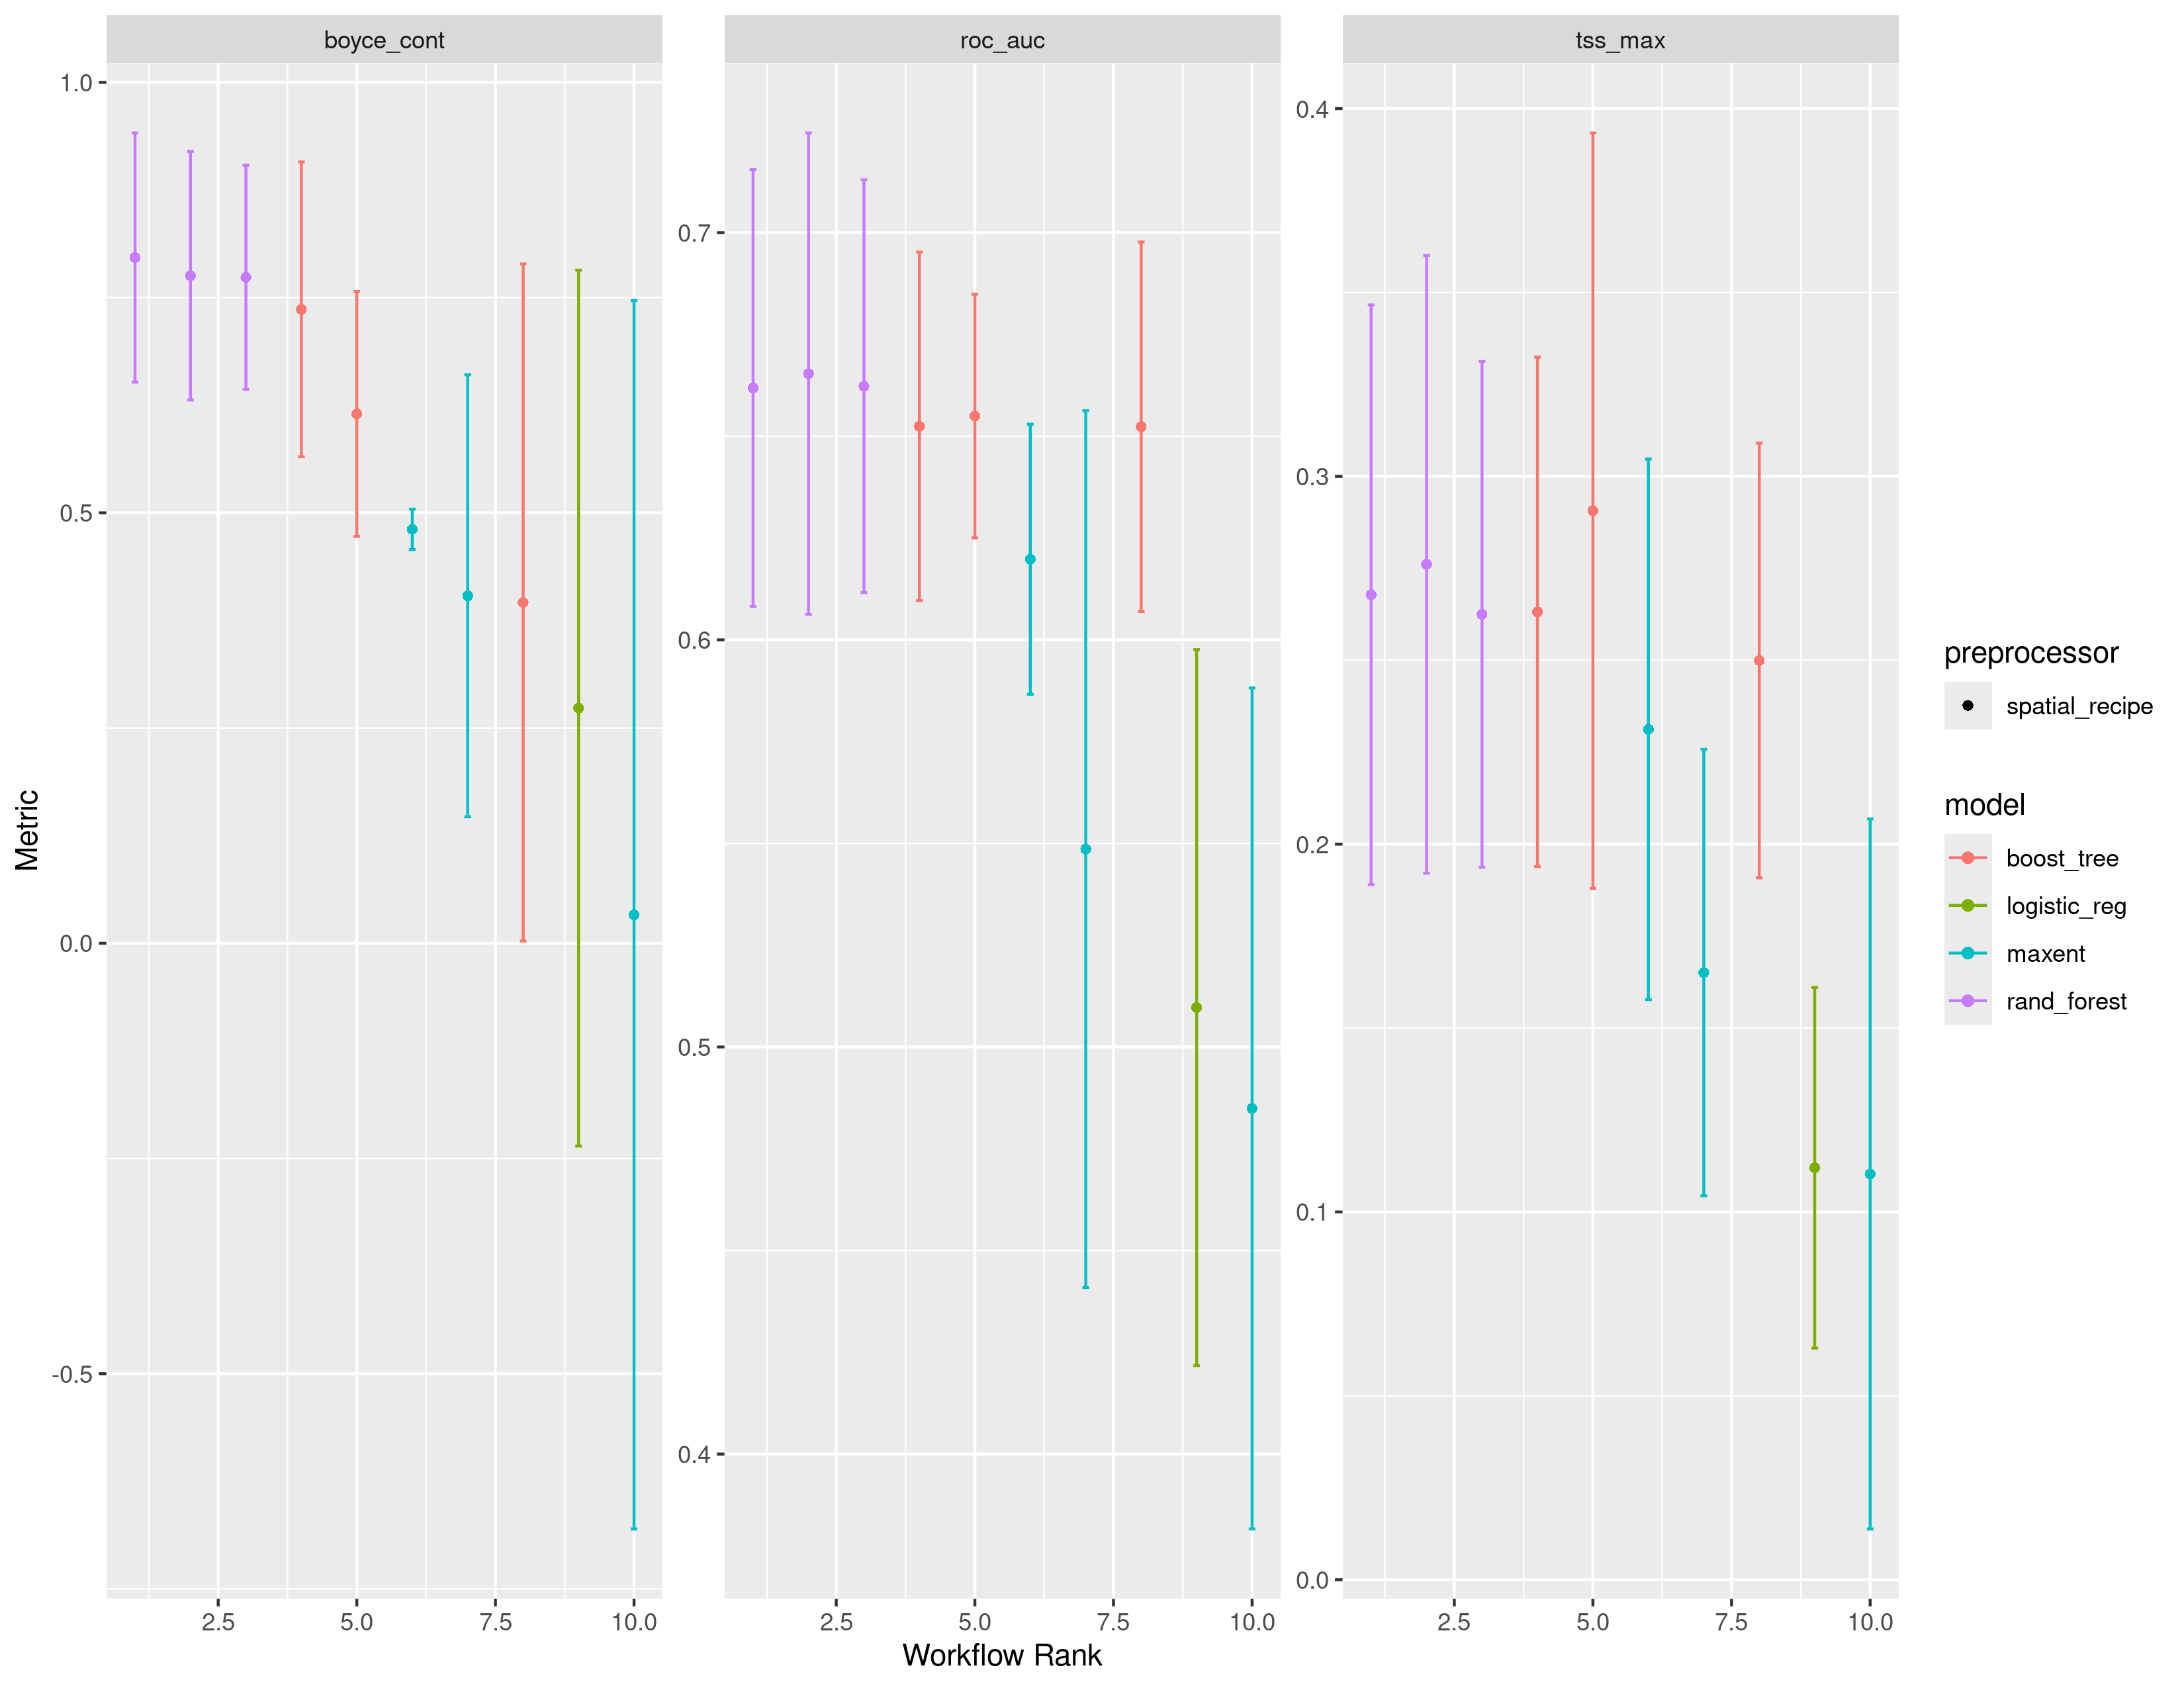 boyce_cont
roc_auc
tss_max
1.0
0.5
0.0
-0.5
0.7
0.6
0.5
0.4
0.4
0.3
0.2
0.1
0.0
2.5 5.0 7.5 10.0
2.5 5.0 7.5 10.0
2.5 5.0 7.5 10.0
Metric
Workflow Rank
preprocessor
spatial_recipe
model
boost_tree
logistic_reg
maxent
rand_forest